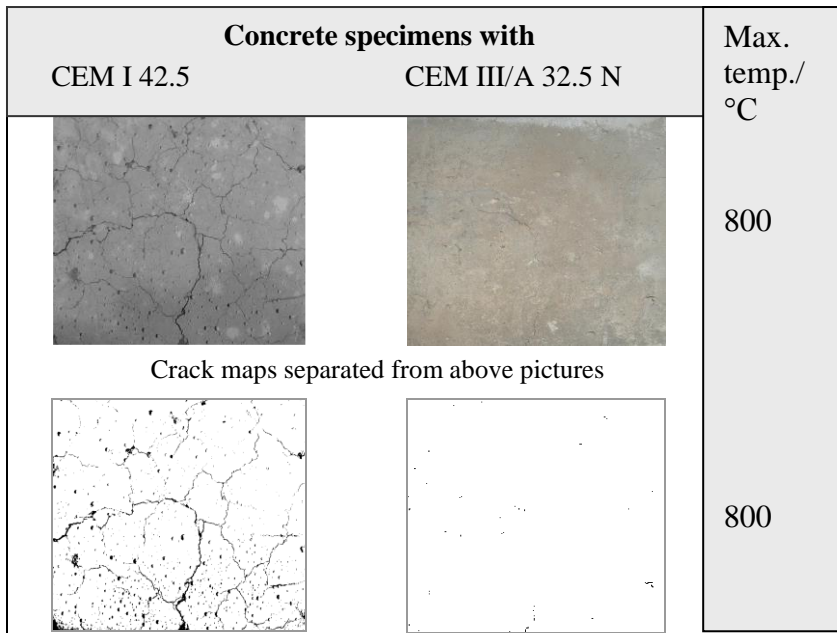 Concrete specimens with
CEM I 42.5 CEM III/A 32.5 N
Max.
temp./
°C
800
Crack maps separated from above pictures
800